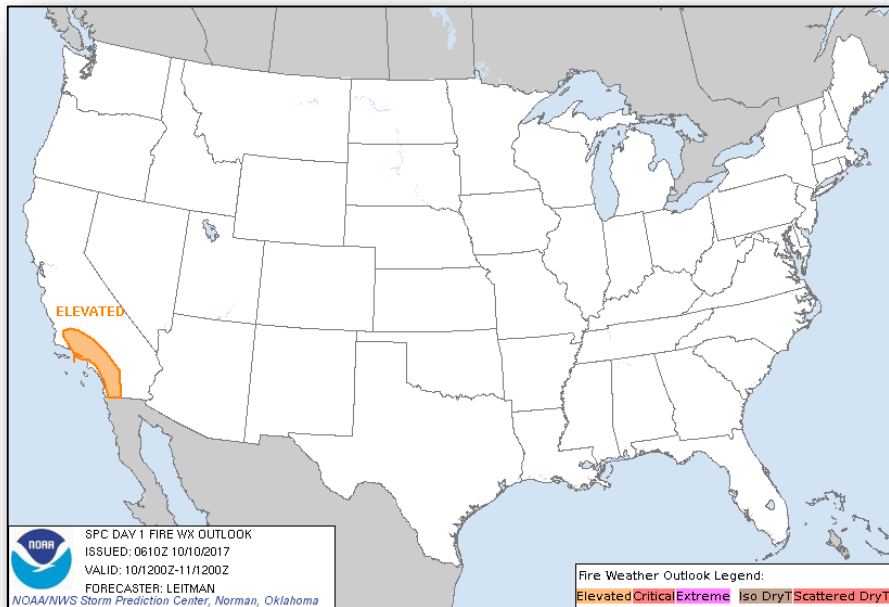 ELEVATED
NOAA
SPC DAY 1 FIRE WX OUTLOOK
ISSUED: 0610Z 10/10/2017
VALID: 10/1200Z-11/1200Z
FORECASTER: LEITMAN
NOAA/NWS Storm Prediction Center, Norman, Oklahoma
Fire Weather Outlook Legend:
Elevated Critical Extreme Iso DryT Scattered DryT